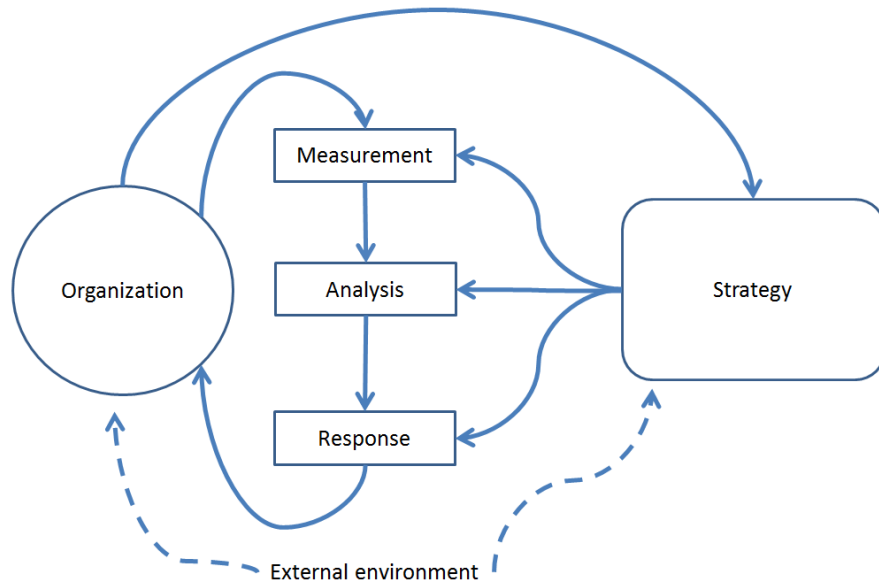 Measurement
Organization
Analysis
Strategy
Response
External environment